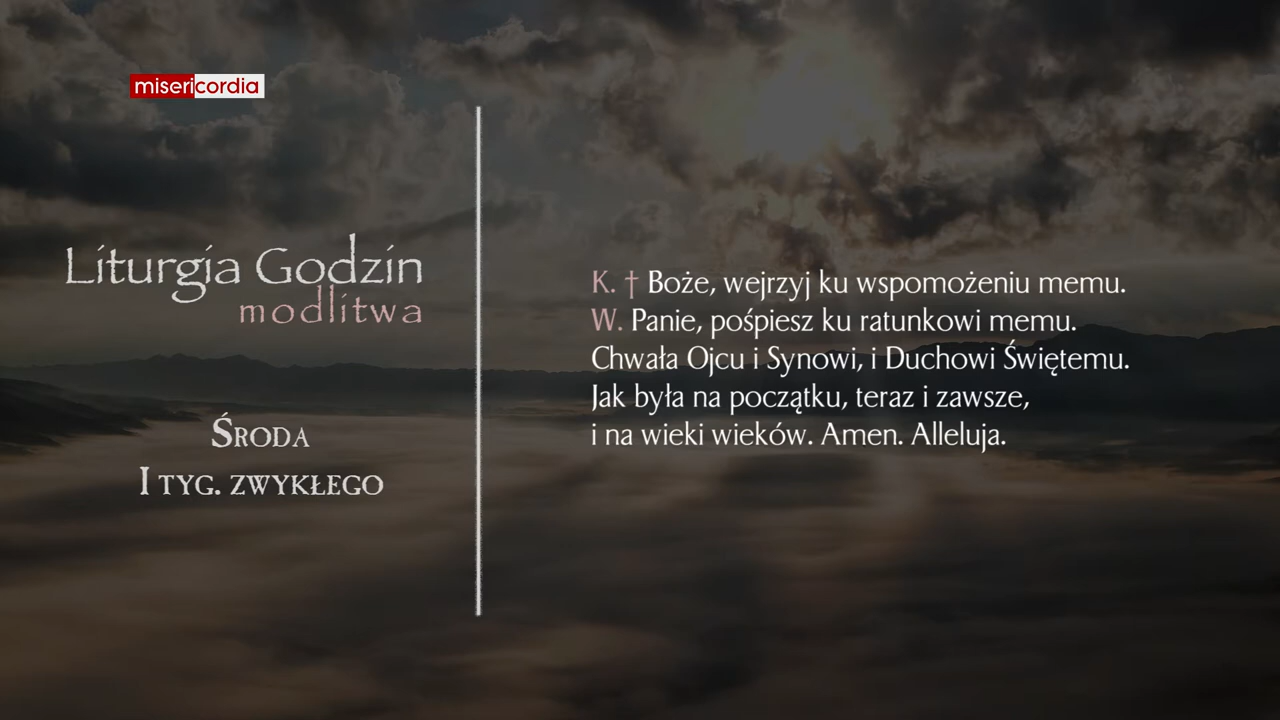 misericordia
Liturgia Godzin
modlitwa
Środa
I tyg. zwykłego
K. † Boże, wejrzyj ku wspomożeniu memu.
W. Panie, pośpiesz ku ratunkowi memu.
Chwała Ojcu i Synowi, i Duchowi Świętemu.
Jak była na początku, teraz i zawsze,
i na wieki wieków. Amen. Alleluja.